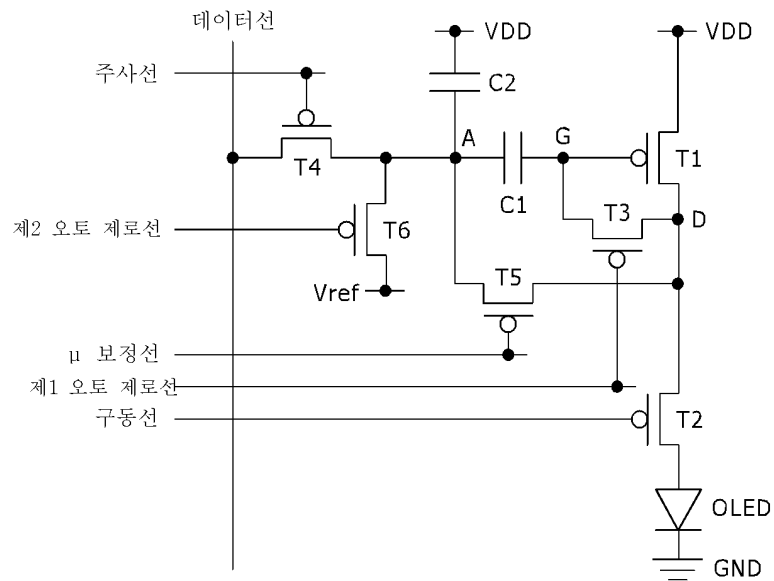 데이터선
VDD
VDD
주사선
C2
A
G
T4
C1
T1
T3
D
제2 오토 제로선
T6
T5
Vref
μ 보정선
제1 오토 제로선
구동선
T2
OLED
GND